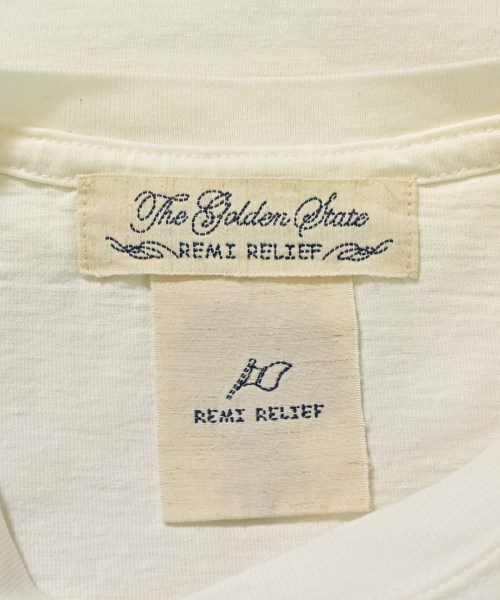 The Golden State
REMI RELIEF
REMI RELIEF